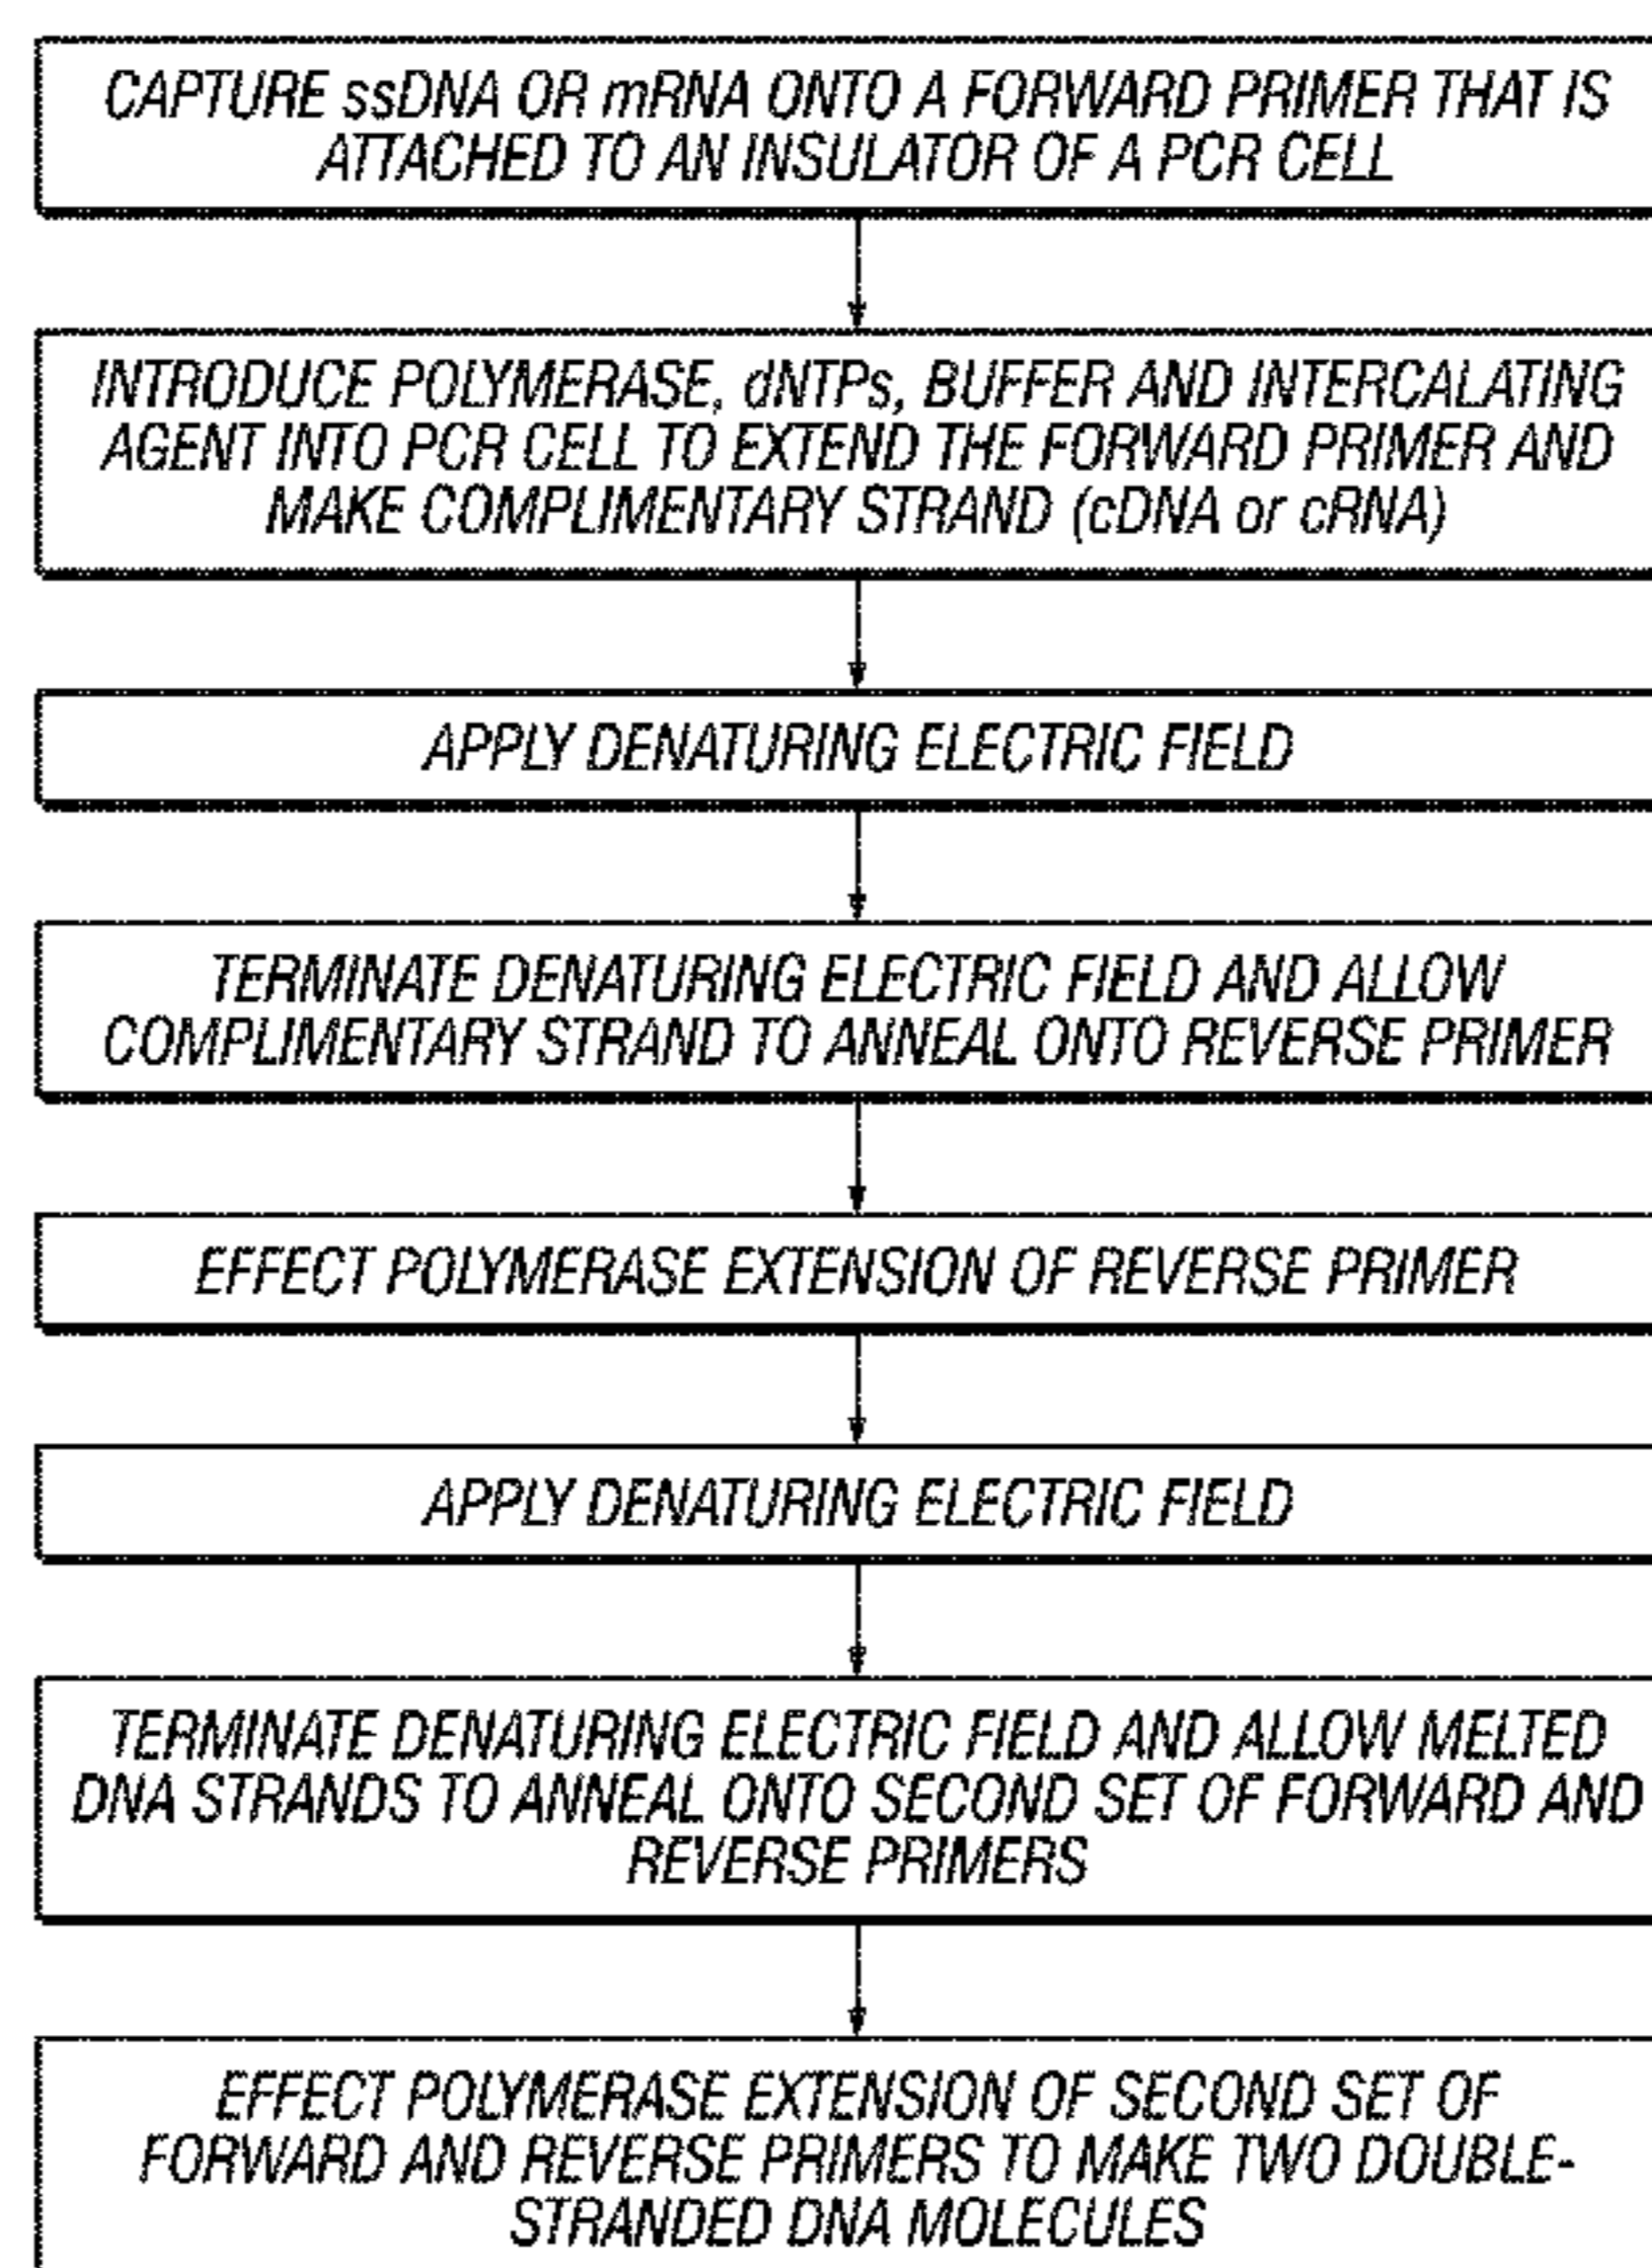 CAPTURE ssDNA OR mRNA ONTO A FORWARD PRIMER THAT IS
ATTACHED TO AN INSULATOR OF A PCR CELL
INTRODUCE POLYMERASE, dNTPs, BUFFER AND INTERCALATING
AGENT INTO PCR CELL TO EXTEND THE FORWARD PRIMER AND
MAKE COMPLIMENTARY STRAND (cDNA or cRNA)
APPLY DENATURING ELECTRIC FIELD
TERMINATE DENATURING ELECTRIC FIELD AND ALLOW
COMPLIMENTARY STRAND TO ANNEAL ONTO REVERSE PRIMER
EFFECT POLYMERASE EXTENSION OF REVERSE PRIMER
APPLY DENATURING ELECTRIC FIELD
TERMINATE DENATURING ELECTRIC FIELD AND ALLOW MELTED
DNA STRANDS TO ANNEAL ONTO SECOND SET OF FORWARD AND
REVERSE PRIMERS
EFFECT POLYMERASE EXTENSION OF SECOND SET OF
FORWARD AND REVERSE PRIMERS TO MAKE TWO DOUBLE-
STRANDED DNA MOLECULES